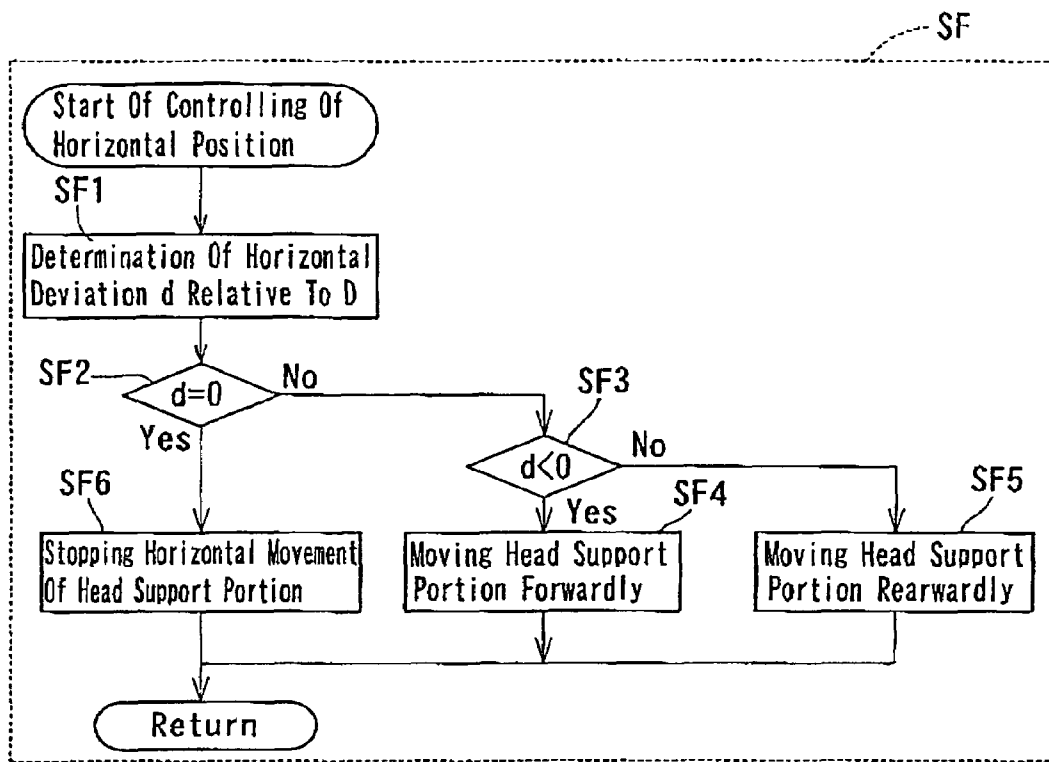 SF
Start Of Controlling Of
Horizontal Position
SF1
Determination Of Horizontal
Deviation d Relative To D
SF2
d=0
No
Yes
SF3
d<0
No
Yes
SF6
Stopping Horizontal Movement
Of Head Support Portion
SF4
Moving Head Support
Portion Forwardly
SF5
Moving Head Support
Portion Rearwardly
Return